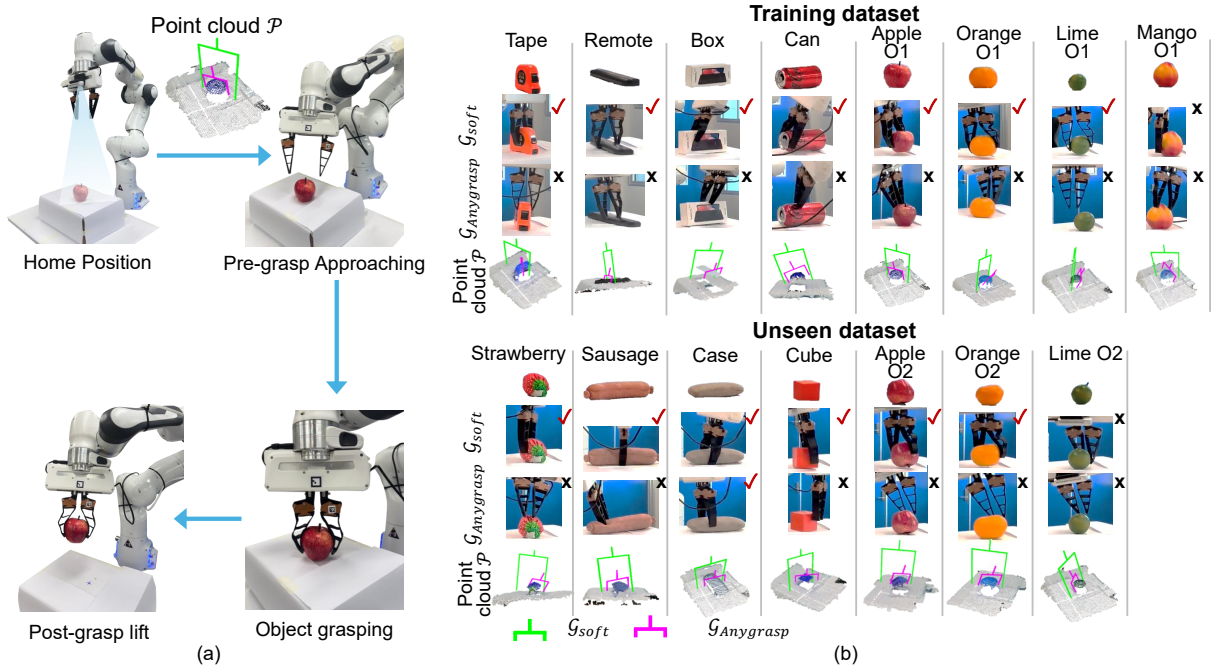 Point cloud 𝒫
Home Position
Pre-grasp Approaching
Post-grasp lift
Object grasping
(a)
Training dataset
Tape
Remote
Box
Can
Apple
O1
Orange
O1
Lime
O1
Mango
O1
𝒢soft
✓ ✓ ✓ ✓ ✓ ✓ ✓ x
𝒢Anygrasp
x x x x x x x x
Point
cloud 𝒫
Unseen dataset
Strawberry
Sausage
Case
Cube
Apple
O2
Orange
O2
Lime O2
𝒢soft
✓ ✓ ✓ ✓ ✓ ✓ x
𝒢Anygrasp
x x ✓ x x x x
Point
cloud 𝒫
𝒢soft
𝒢Anygrasp
(b)